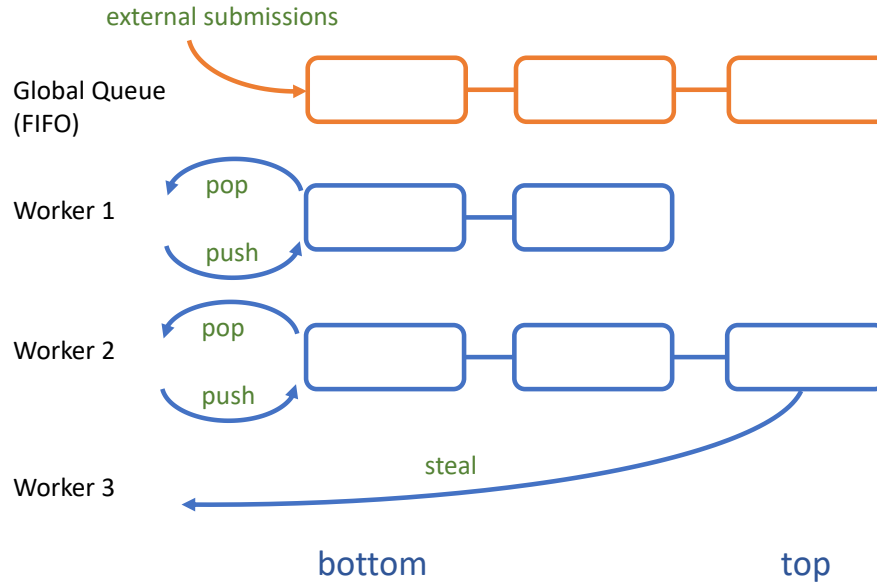 external submissions
Global Queue
(FIFO)
pop
Worker 1
push
pop
Worker 2
push
steal
Worker 3
bottom
top